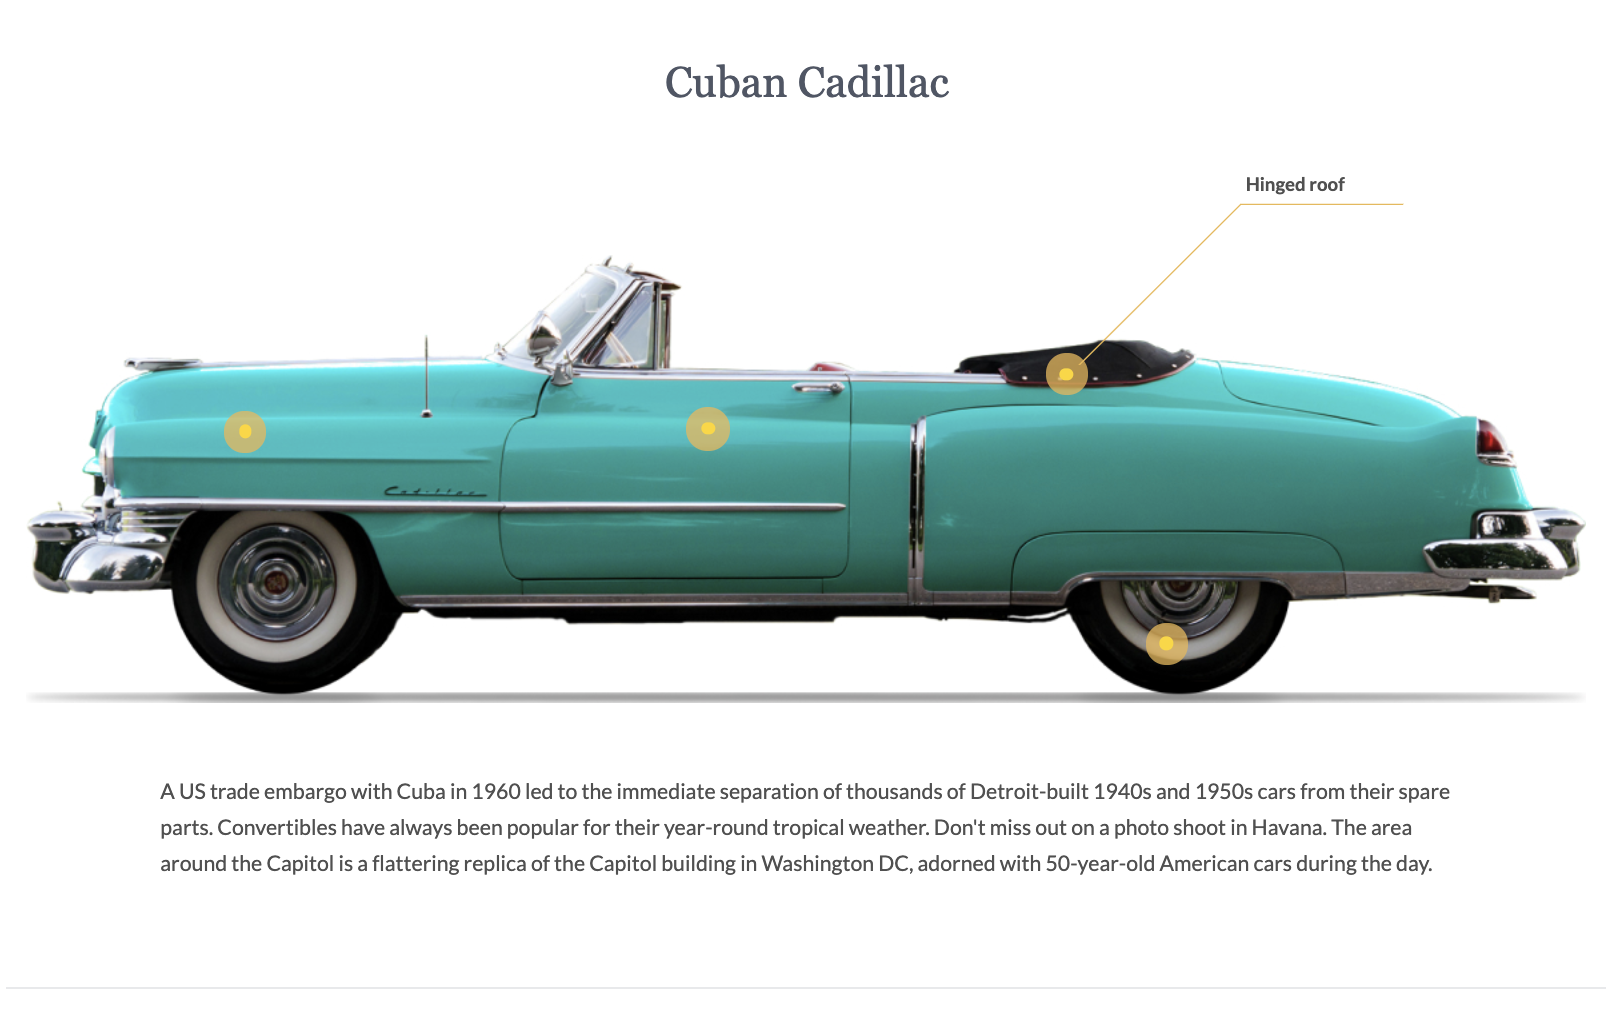 Cuban Cadillac
Hinged roof
Cadillac
A US trade embargo with Cuba in 1960 led to the immediate separation of thousands of Detroit-built 1940s and 1950s cars from their spare
parts. Convertibles have always been popular for their year-round tropical weather. Don't miss out on a photo shoot in Havana. The area
around the Capitol is a flattering replica of the Capitol building in Washington DC, adorned with 50-year-old American cars during the day.